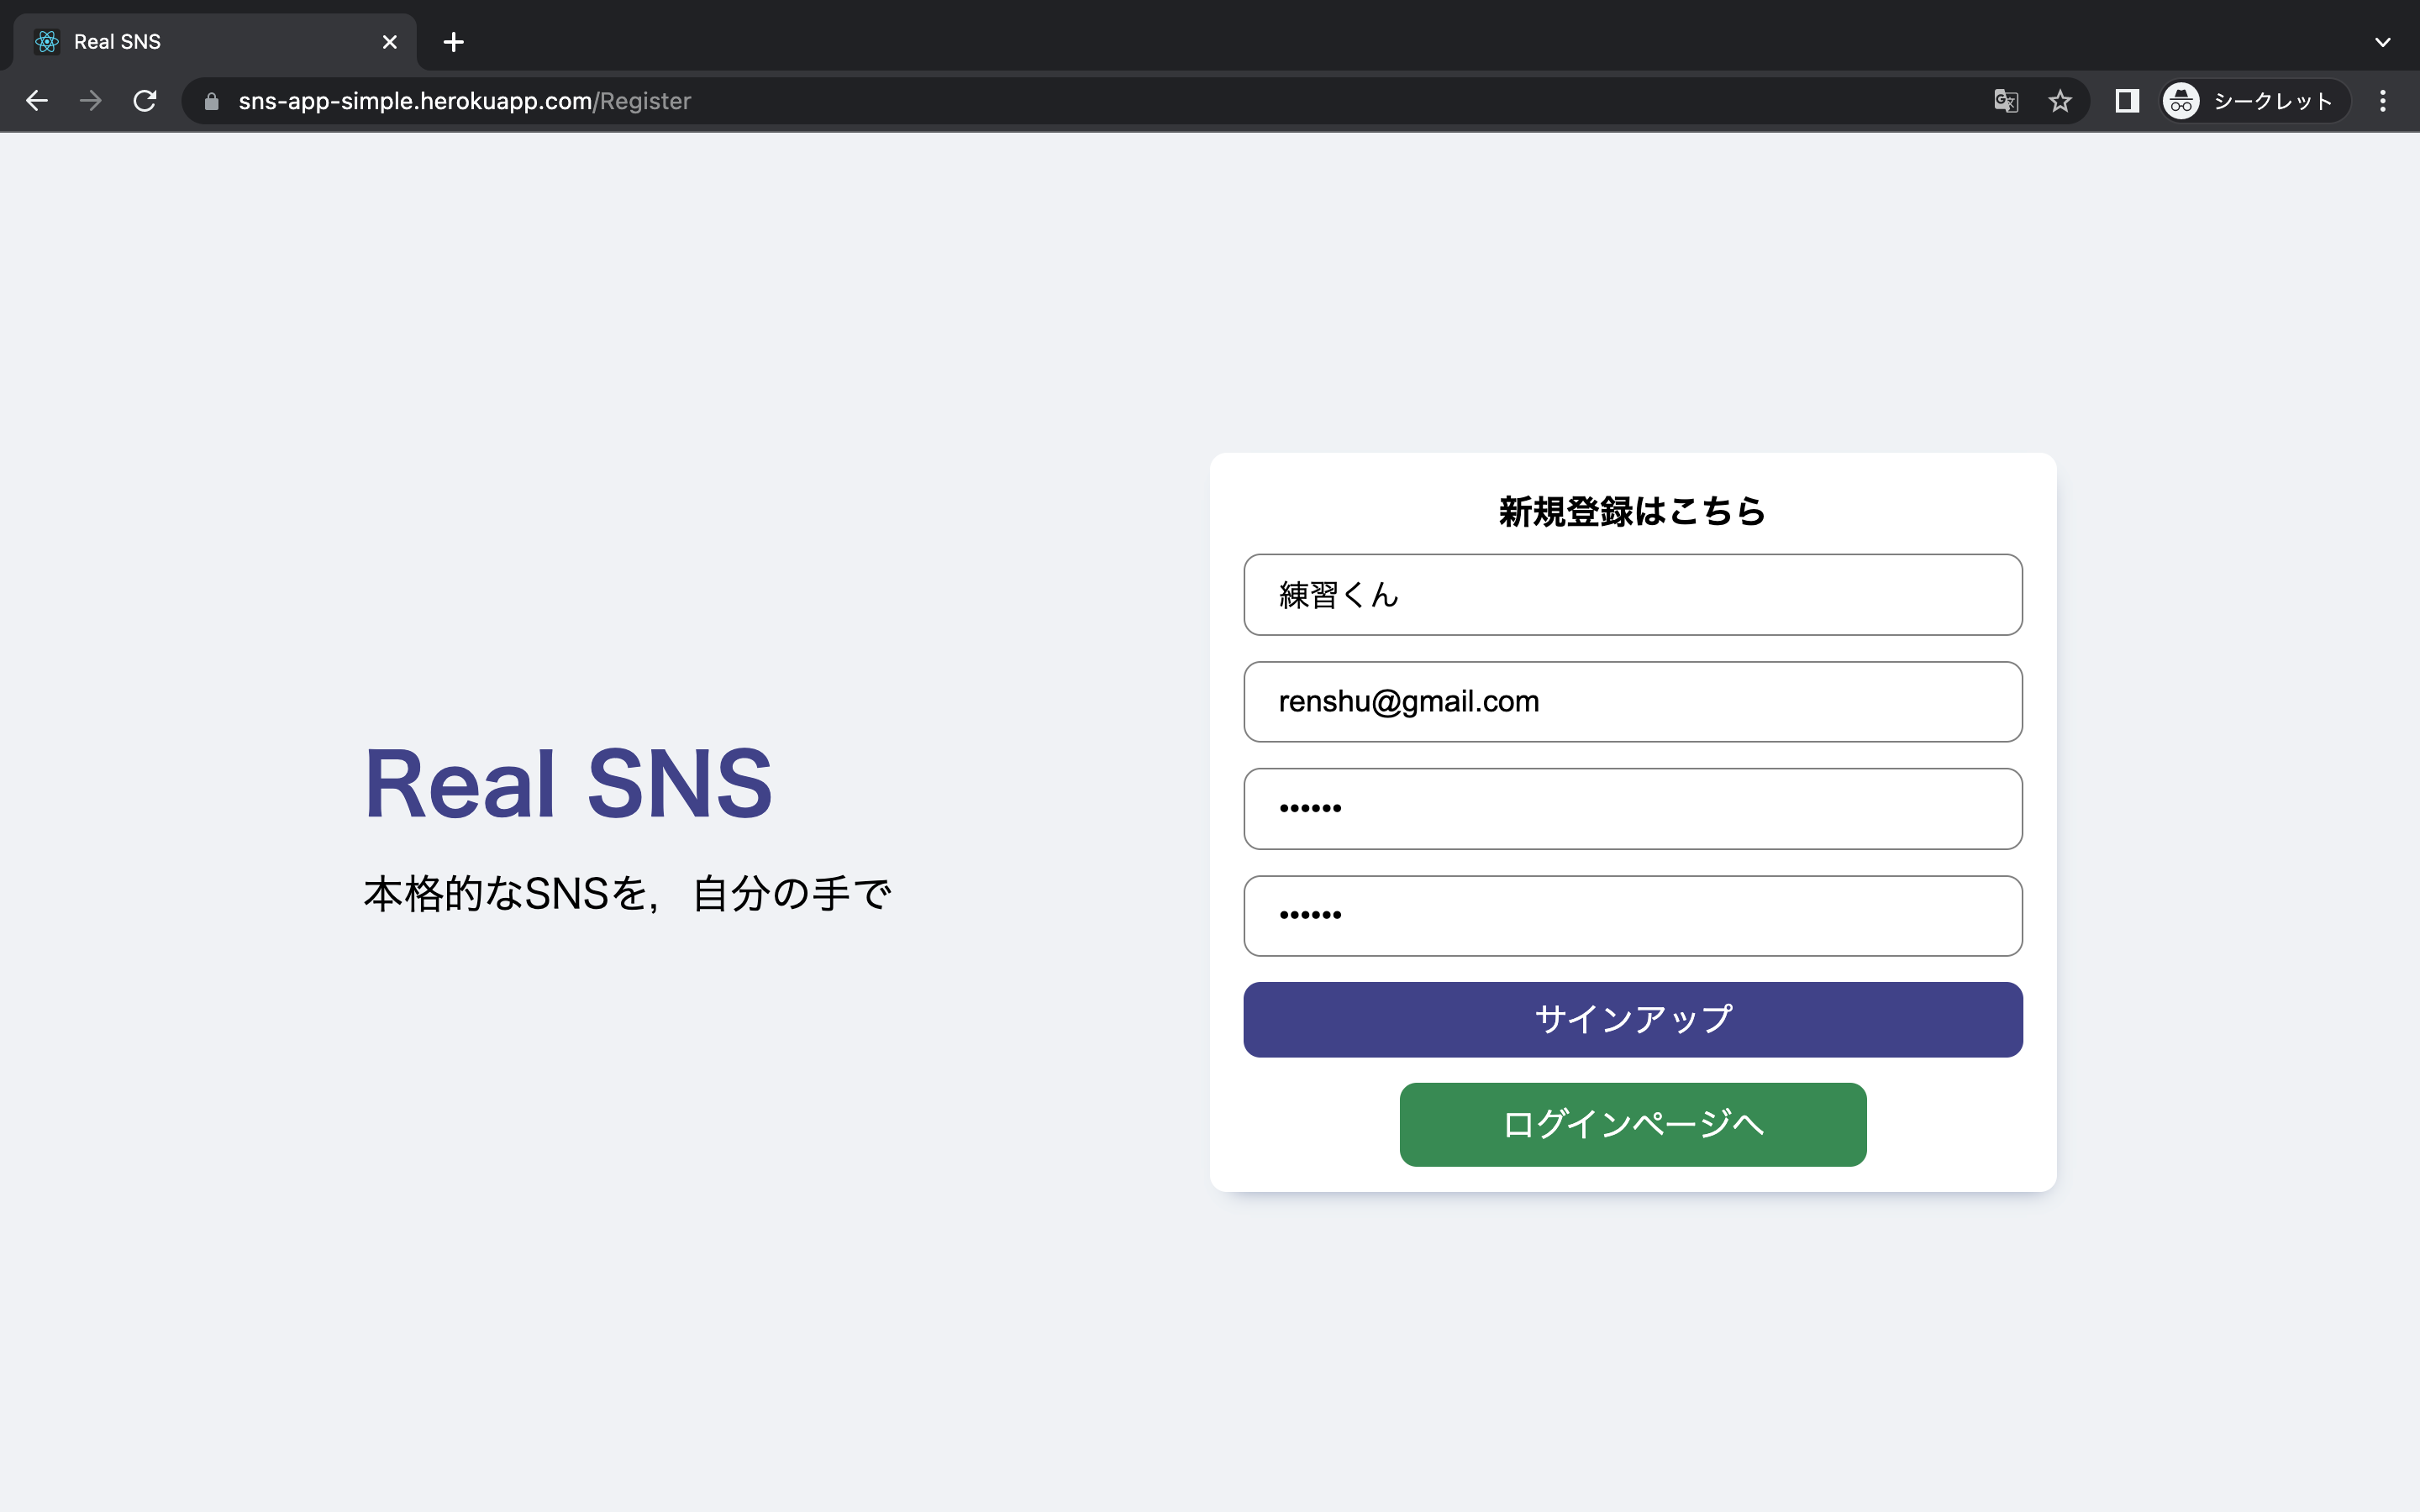 Real SNS
sns-app-simple.herokuapp.com/Register
シークレット
Real SNS
本格的なSNSを，自分の手で
新規登録はこちら
練習くん
renshu@gmail.com
••••••
••••••
サインアップ
ログインページへ